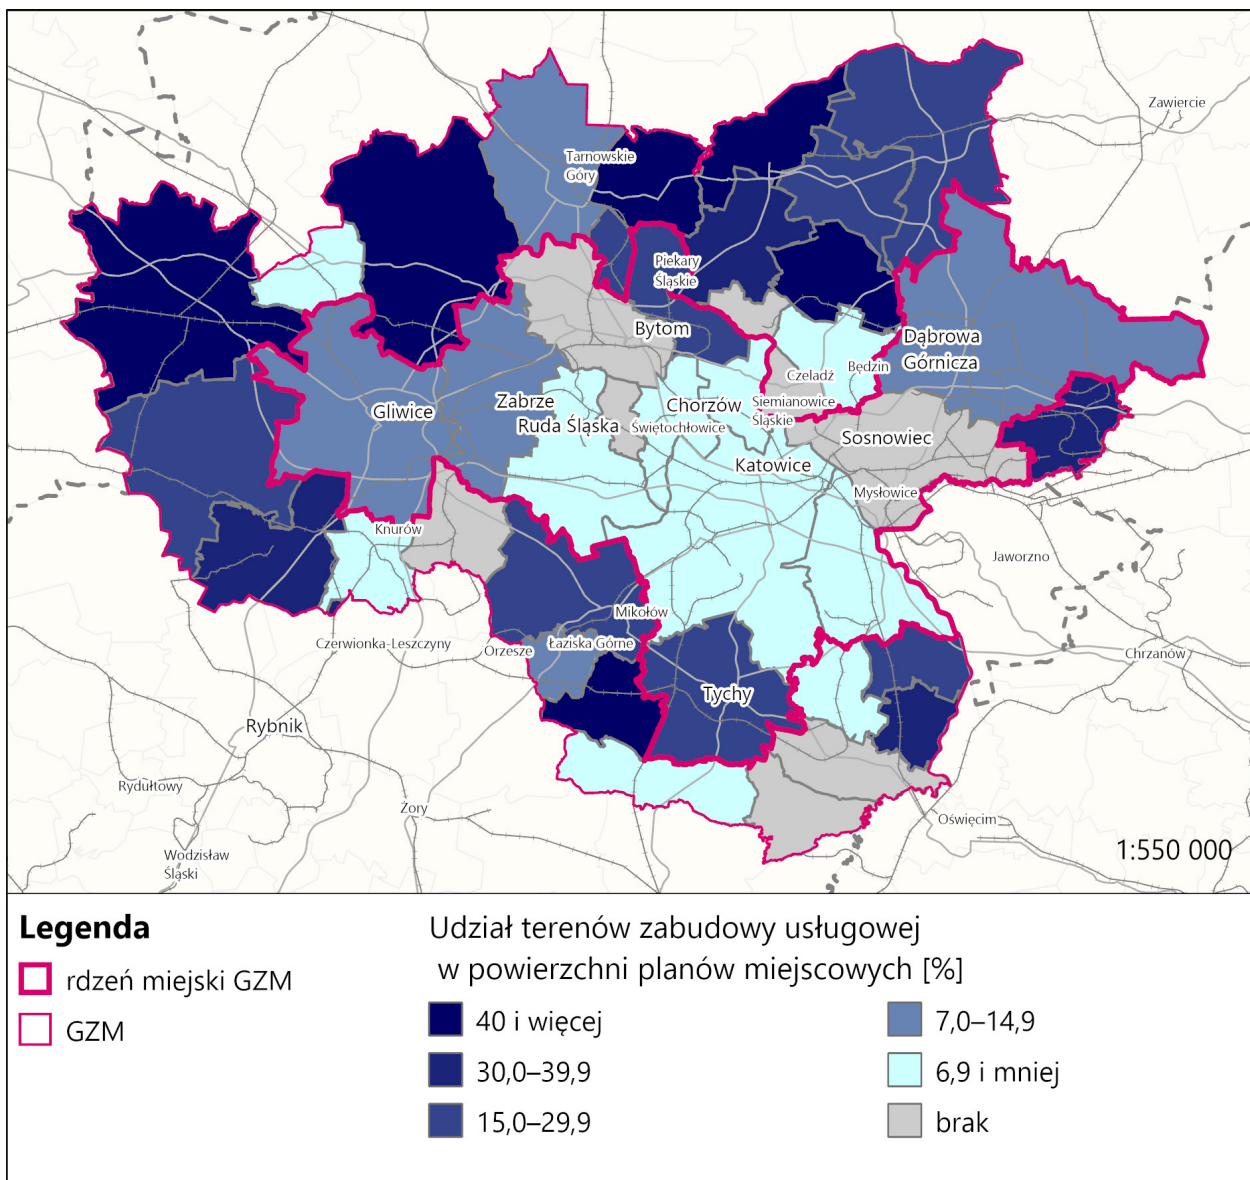 Zawiercie
Tarnowskie
Góry
Piekary
Śląskie
Bytom
Dąbrowa
Górnicza
Będzin
Czeladź
Zabrze
Gliwice
Chorzów
Siemianowice
Śląskie
Ruda Śląska
Świętochłowice
Sosnowiec
Katowice
Mysłowice
Knurów
Jaworzno
Mikołów
Czerwionka-Leszczyny
Orzesze
Łaziska Górne
Chrzanów
Tychy
Rybnik
Rydułtowy
Żory
Oświęcim
Wodzisław
Śląski
1:550 000
Legenda
rdzeń miejski GZM
GZM
Udział terenów zabudowy usługowej
w powierzchni planów miejscowych [%]
40 i więcej
30,0–39,9
15,0–29,9
7,0–14,9
6,9 i mniej
brak